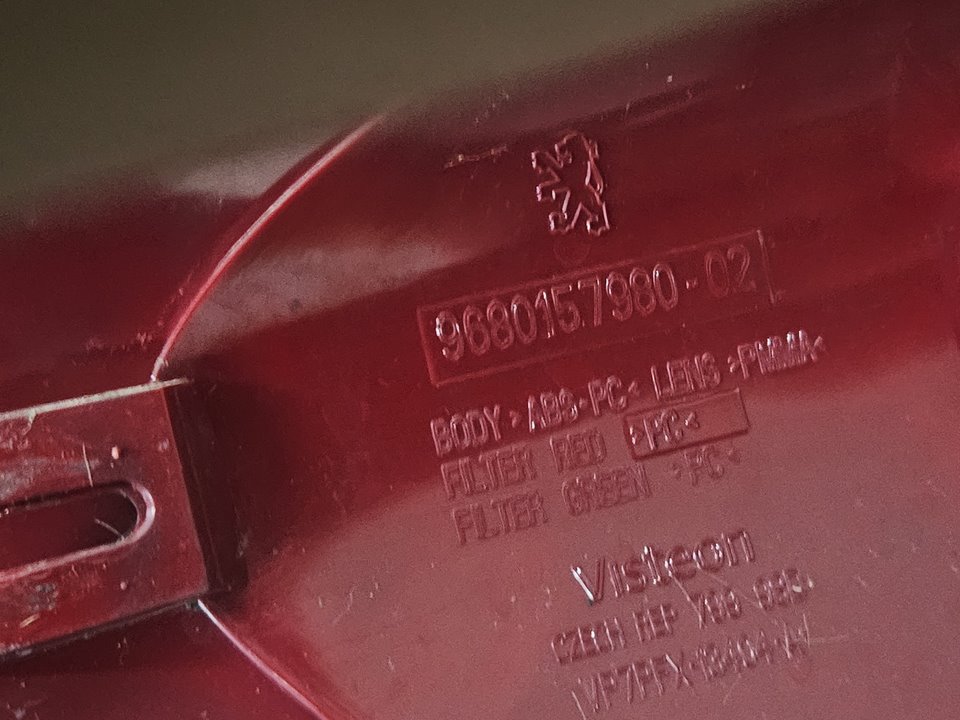 9680157980-02
BODY >ABS-PC< LENS >PMMA<
FILTER RED >PC<
FILTER GREEN >PC<
Visteon
CZECH REP